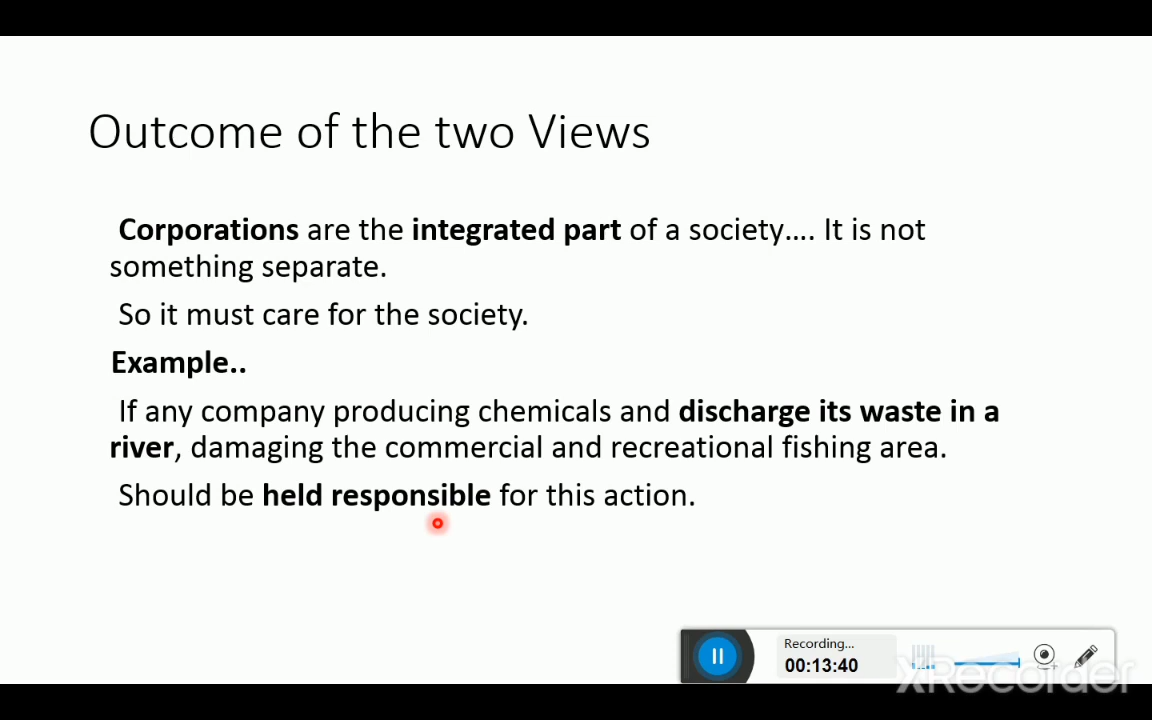 Outcome of the two Views
Corporations are the integrated part of a society…. It is not
something separate.
So it must care for the society.
Example..
If any company producing chemicals and discharge its waste in a
river, damaging the commercial and recreational fishing area.
Should be held responsible for this action.
Recording...
00:13:40
XRecorder